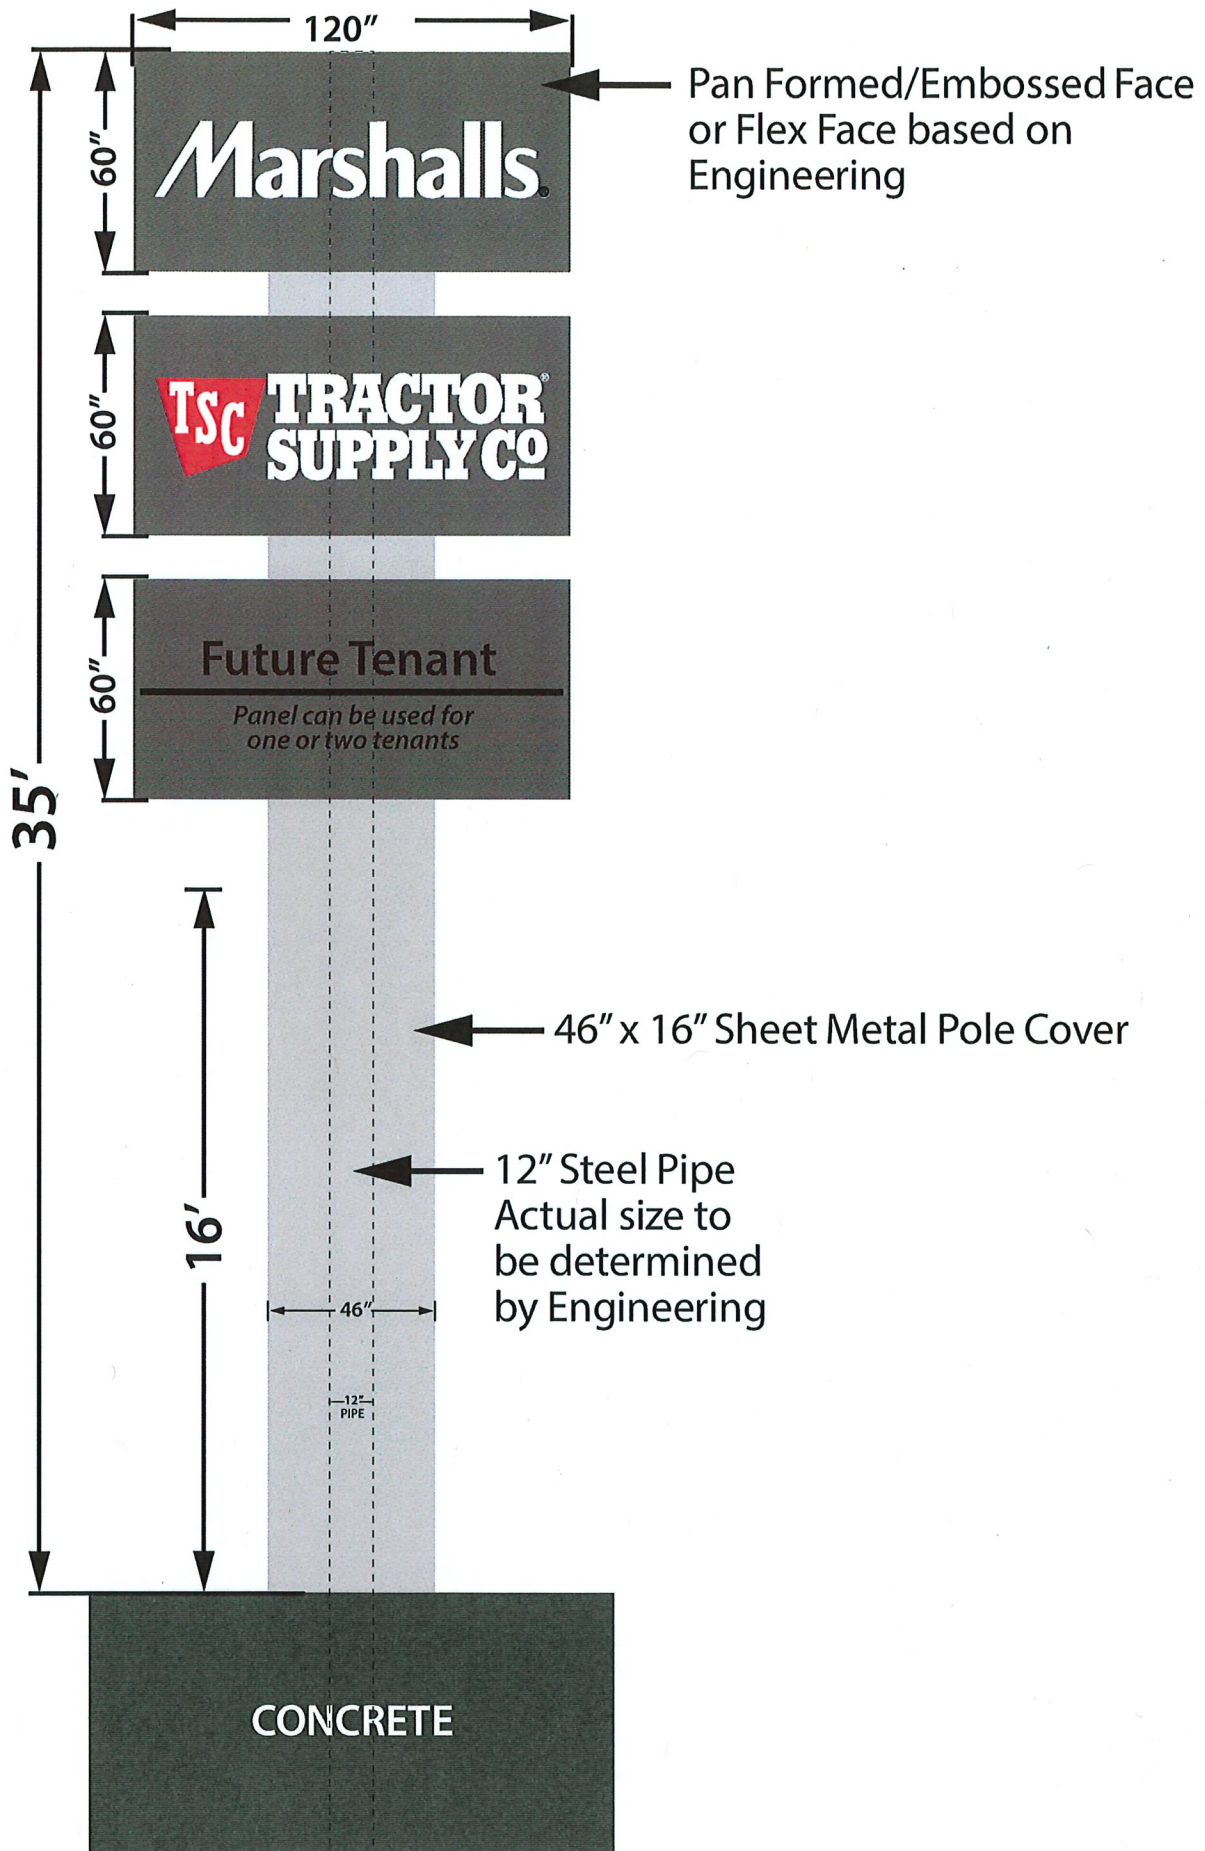 120"
60"
Marshalls®
Pan Formed/Embossed Face
or Flex Face based on
Engineering
60"
TSC
TRACTOR®
SUPPLY Cº
60"
Future Tenant
Panel can be used for
one or two tenants
35'
16'
46" x 16" Sheet Metal Pole Cover
12" Steel Pipe
Actual size to
be determined
by Engineering
46"
12"
PIPE
CONCRETE